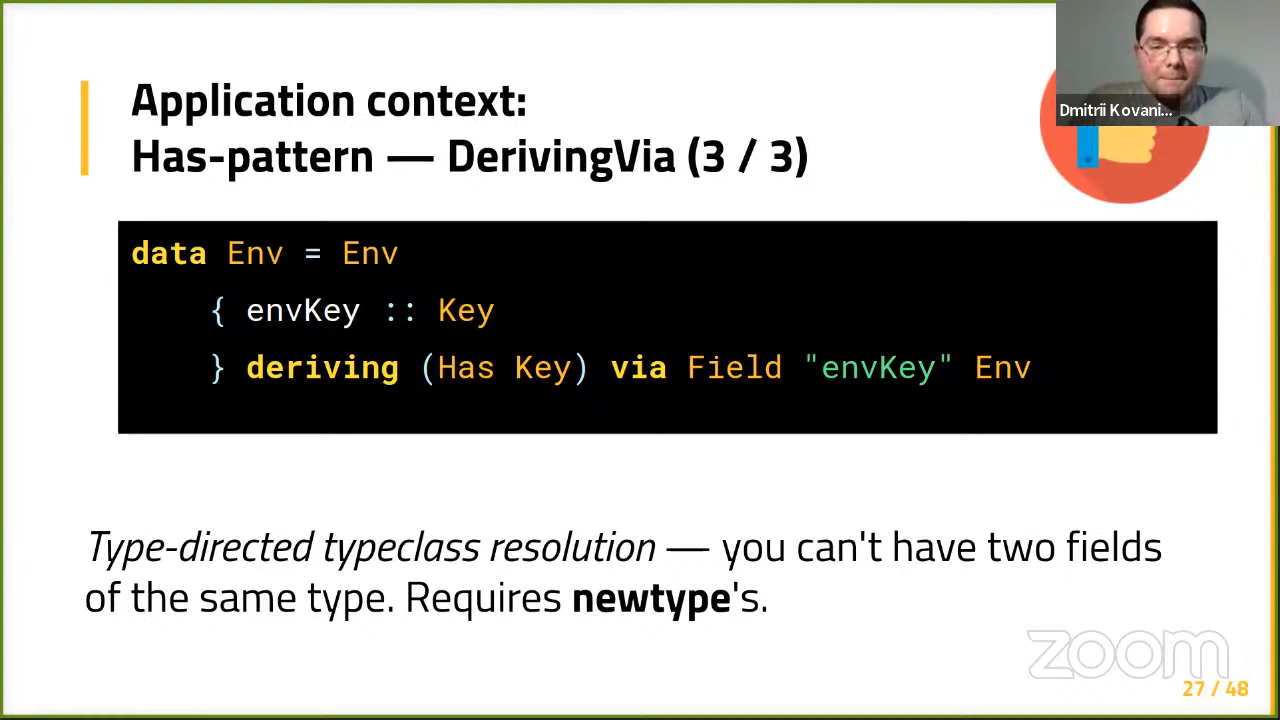 Application context:
Has-pattern — DerivingVia (3 / 3)
Dmitrii Kovani...
data Env = Env
{ envKey :: Key
} deriving (Has Key) via Field "envKey" Env
Type-directed typeclass resolution — you can't have two fields
of the same type. Requires newtype's.
zoom
27 / 48